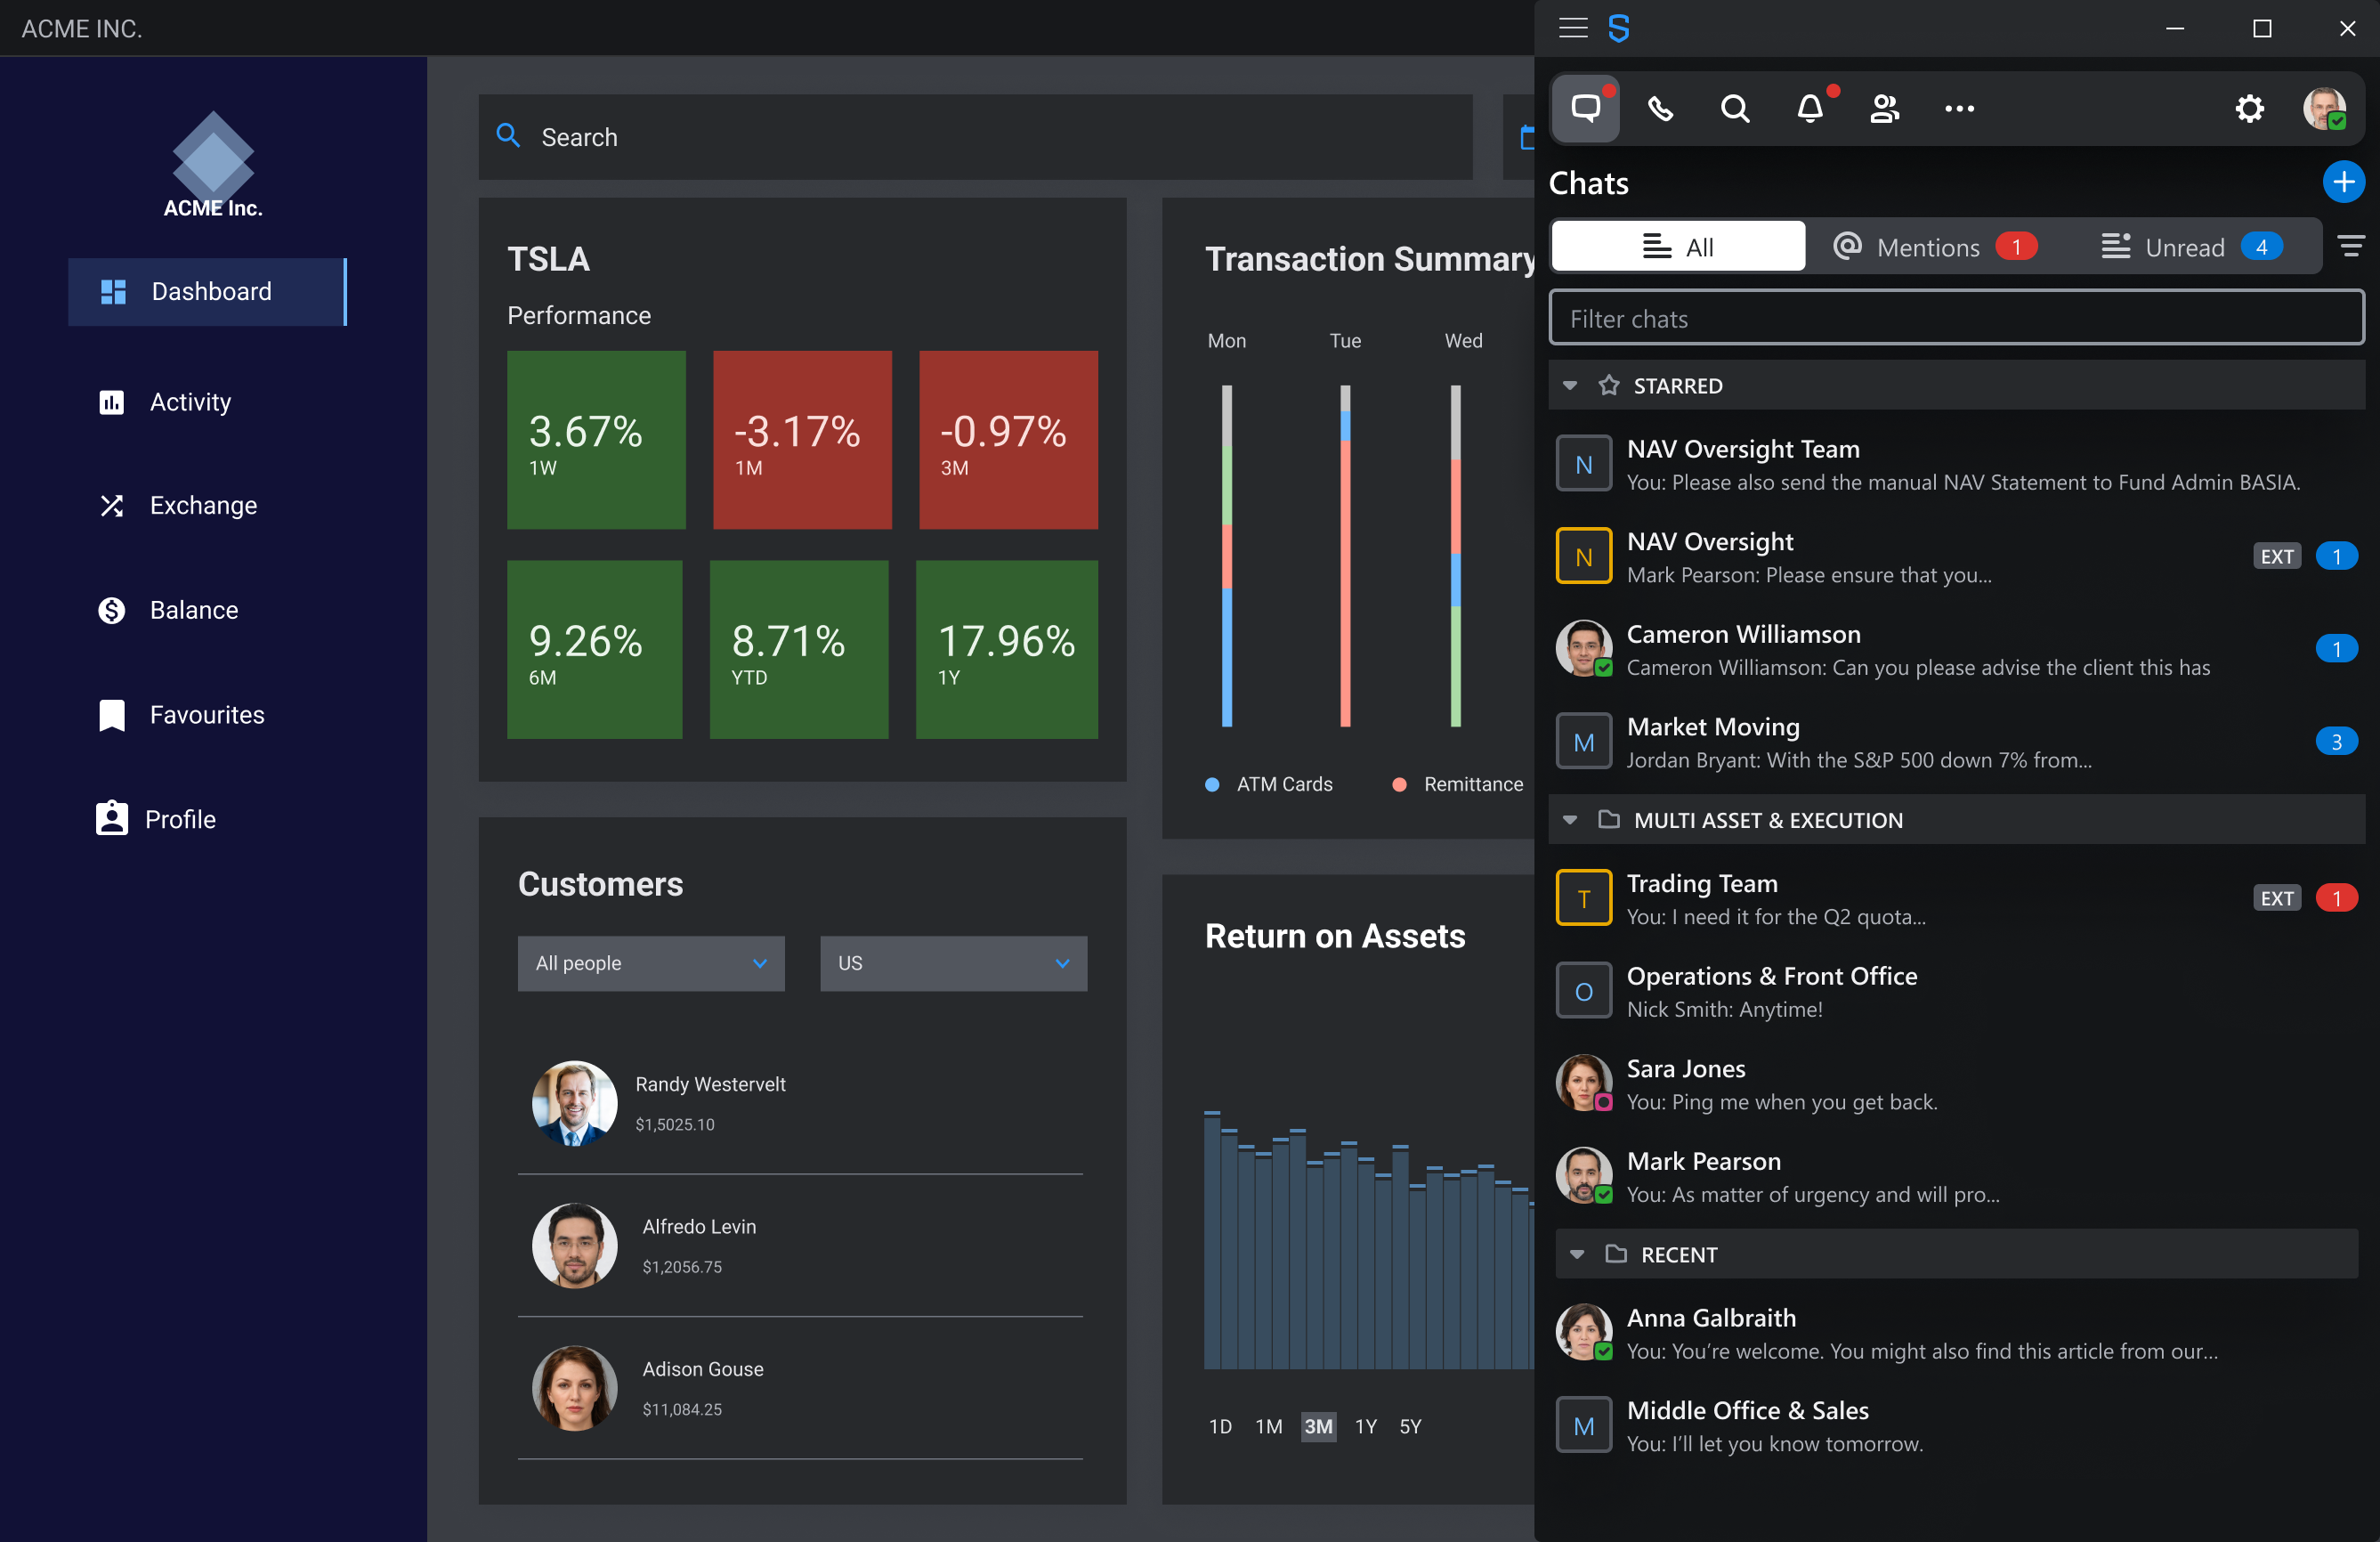 ACME INC.
ACME Inc.
Dashboard
Activity
Exchange
Balance
Favourites
Profile
Search
TSLA
Performance
3.67%
1W
-3.17%
1M
-0.97%
3M
9.26%
6M
8.71%
YTD
17.96%
1Y
Transaction Summary
Mon Tue Wed
ATM Cards Remittance
Customers
All people US
Randy Westervelt
$1,5025.10
Alfredo Levin
$1,2056.75
Adison Gouse
$11,084.25
Return on Assets
1D 1M 3M 1Y 5Y
Chats
All Mentions 1 Unread 4
Filter chats
STARRED
N
NAV Oversight Team
You: Please also send the manual NAV Statement to Fund Admin BASIA.
N
NAV Oversight
Mark Pearson: Please ensure that you...
EXT 1
Cameron Williamson
Cameron Williamson: Can you please advise the client this has
1
M
Market Moving
Jordan Bryant: With the S&P 500 down 7% from...
3
MULTI ASSET & EXECUTION
T
Trading Team
You: I need it for the Q2 quota...
EXT 1
O
Operations & Front Office
Nick Smith: Anytime!
Sara Jones
You: Ping me when you get back.
Mark Pearson
You: As matter of urgency and will pro...
RECENT
Anna Galbraith
You: You’re welcome. You might also find this article from our...
M
Middle Office & Sales
You: I’ll let you know tomorrow.